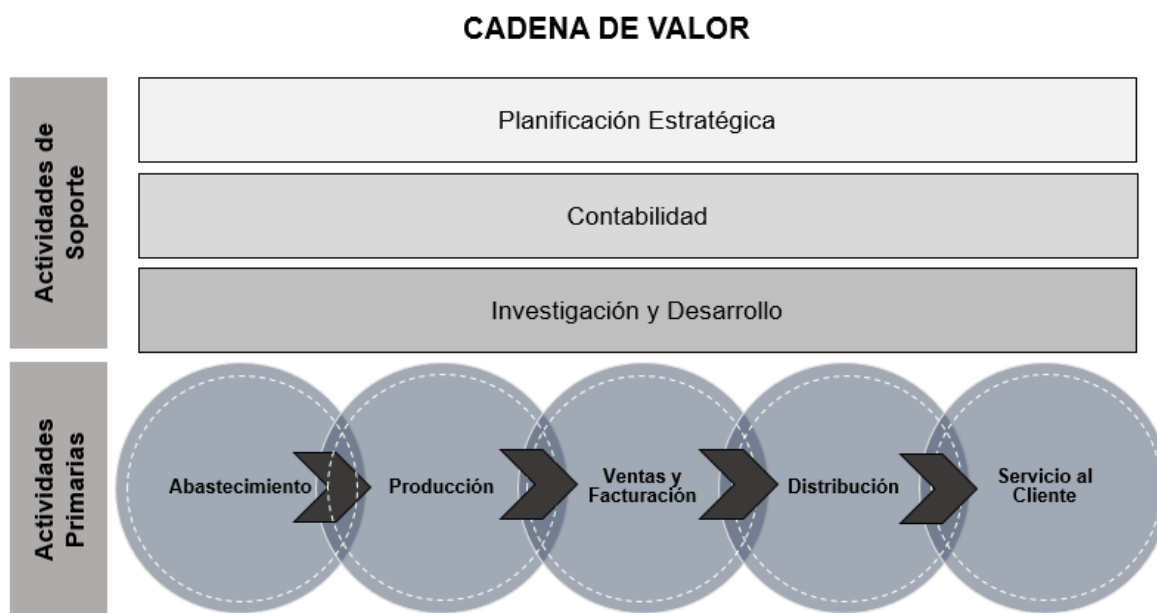 CADENA DE VALOR
Actividades de
Soporte
Planificación Estratégica
Contabilidad
Investigación y Desarrollo
Actividades
Primarias
Abastecimiento
Producción
Ventas y
Facturación
Distribución
Servicio al
Cliente